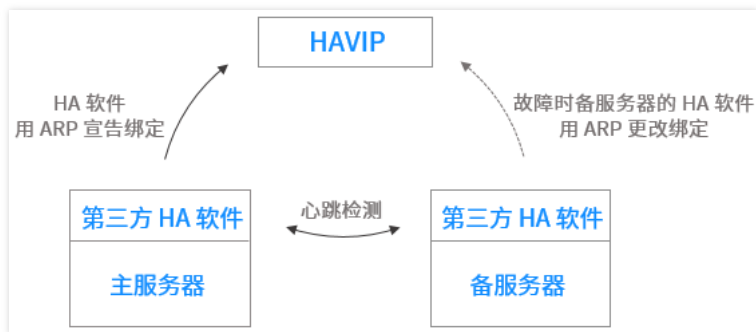 HAVIP
HA 软件
用 ARP 宣告绑定
故障时备服务器的 HA 软件
用 ARP 更改绑定
第三方 HA 软件
心跳检测
第三方 HA 软件
主服务器
备服务器